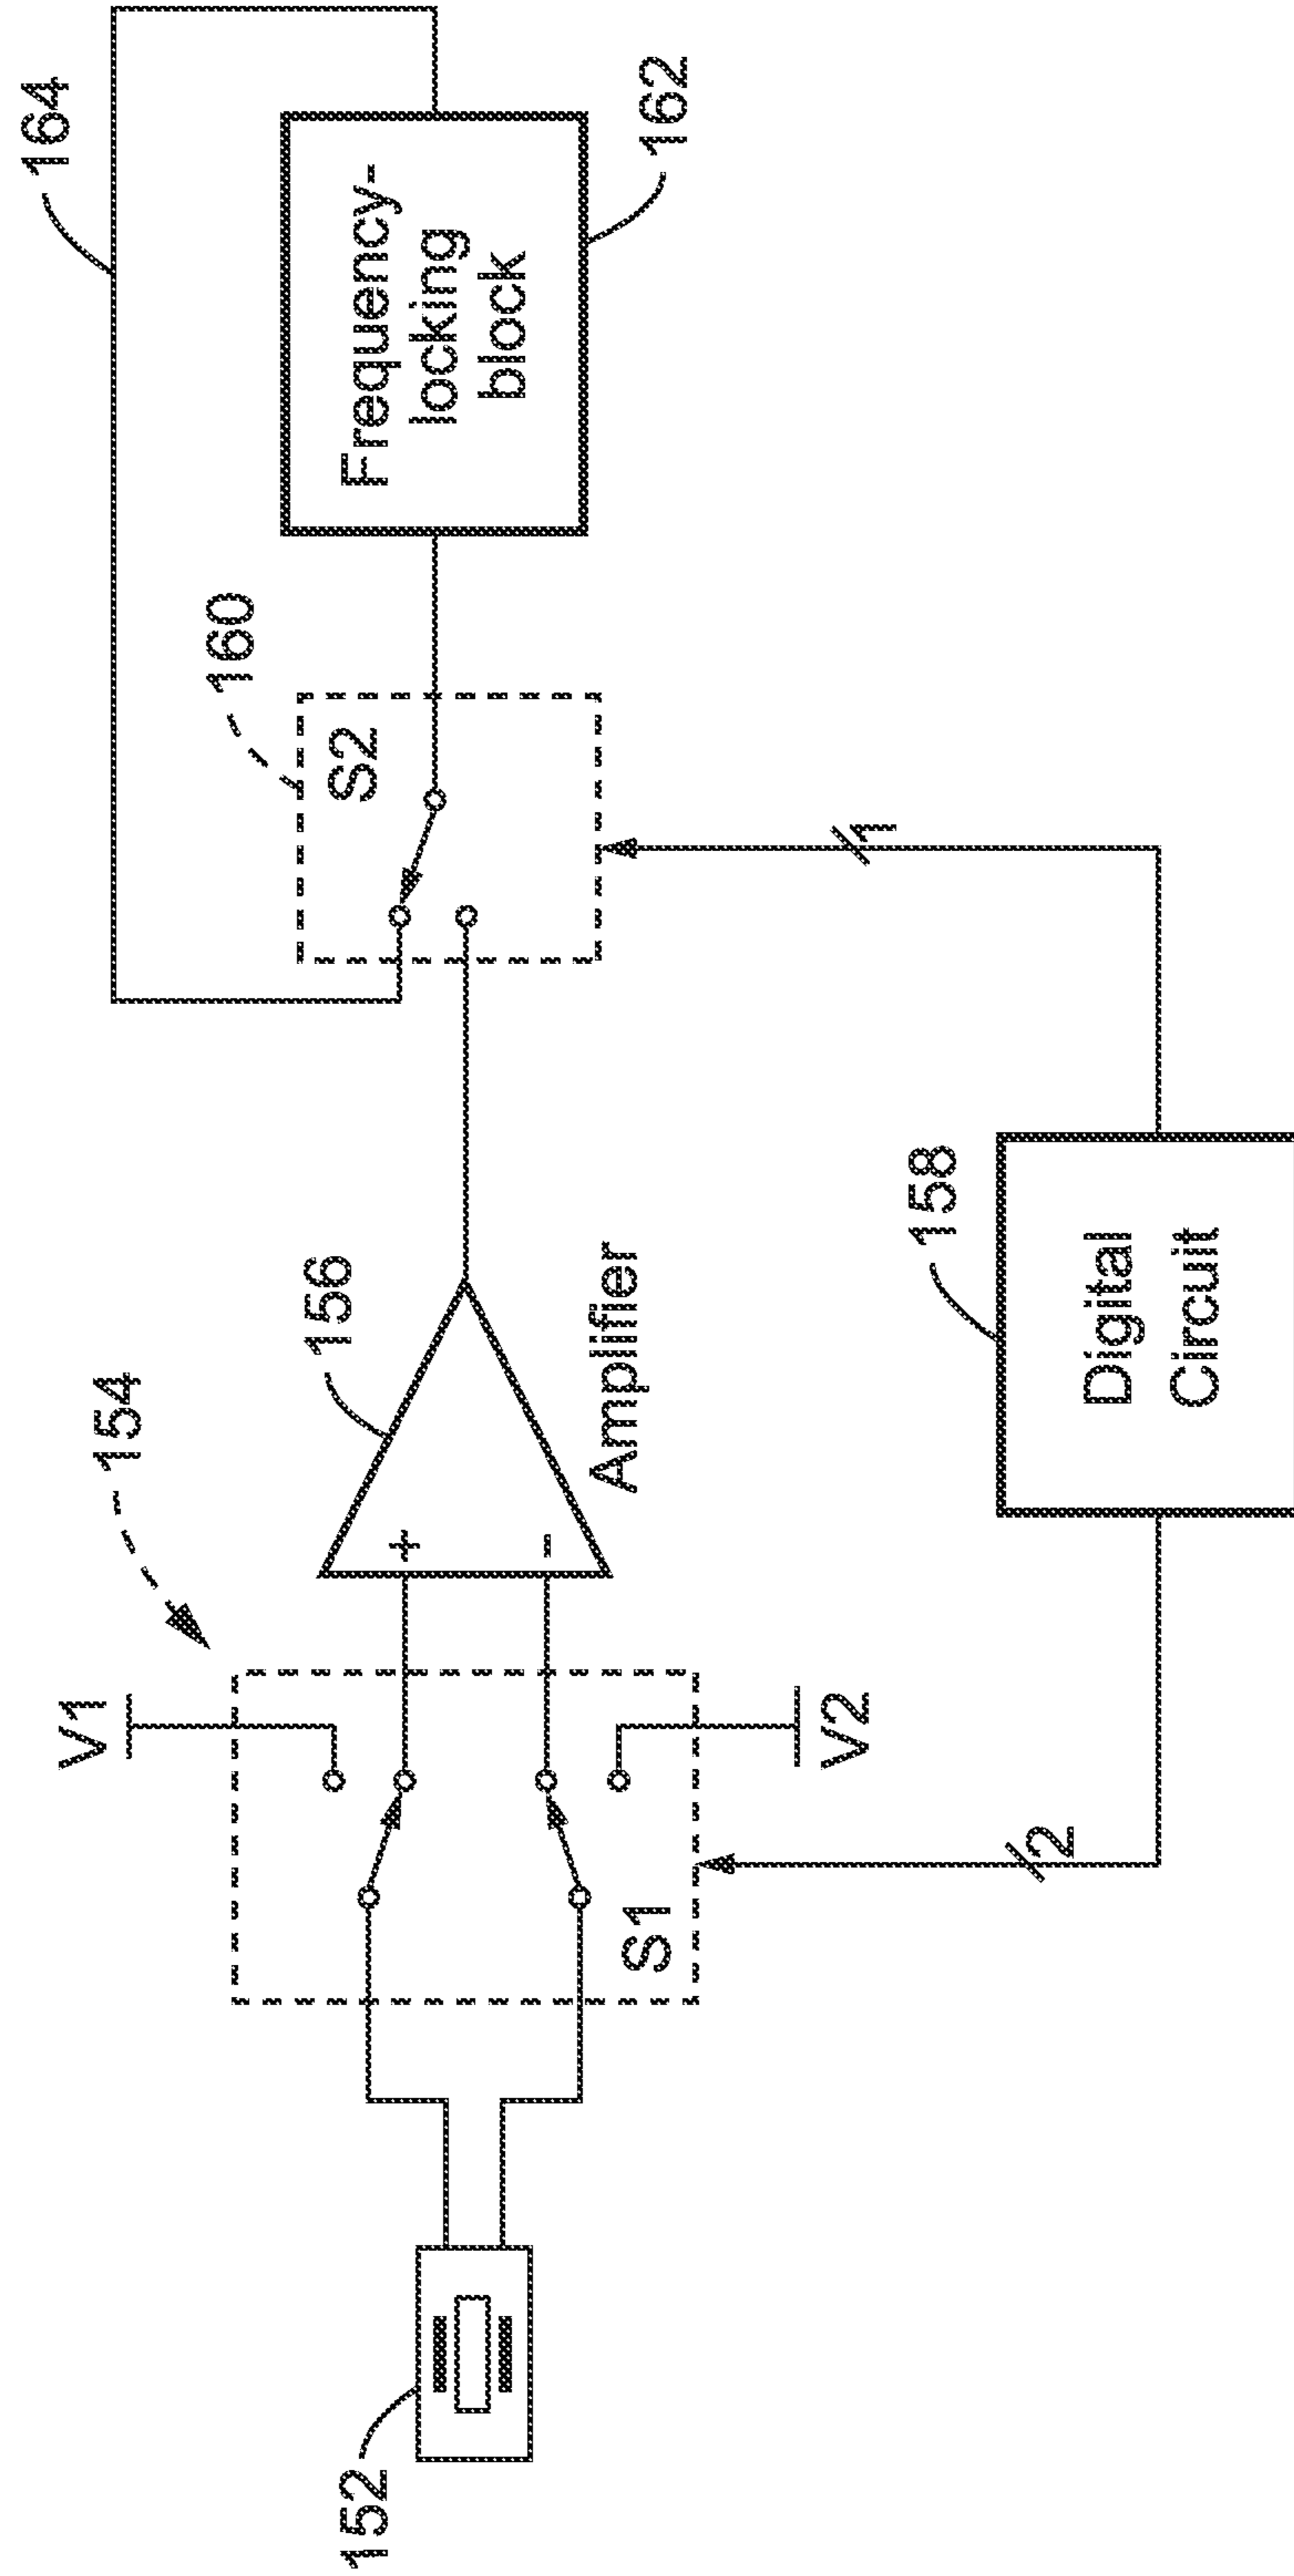 152
154
V1
V2
S1
2
+
-
156
Amplifier
158
Digital
Circuit
160
S2
1
164
Frequency-
locking
block
162